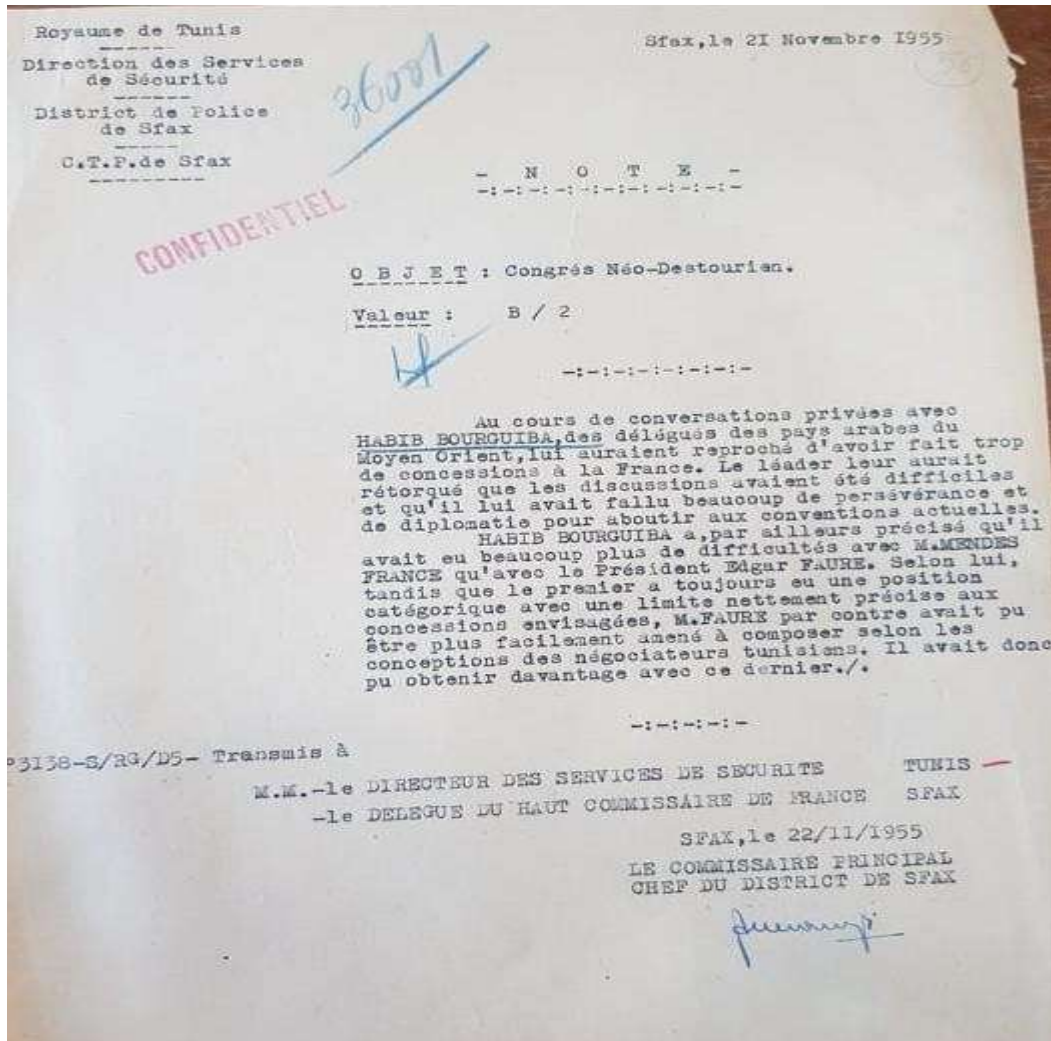 Royaume de Tunis
------
Direction des Services
de Sécurité
------
District de Police
de Sfax
------
C.T.P.de Sfax
---------
Sfax,le 2I Novembre I955
36001
CONFIDENTIEL
- N O T E -
-:-:-:-:-:-:-:-:-:-
O B J E T : Congrés Néo-Destourien.
Valeur : B / 2
-:-:-:-:-:-:-:-
Au cours de conversations privées avec
HABIB BOURGUIBA,des délégués des pays arabes du
Moyen Orient,lui auraient reproché d'avoir fait trop
de concessions à la France. Le léader leur aurait
rétorqué que les discussions avaient été difficiles
et qu'il lui avait fallu beaucoup de persévérance et
de diplomatie pour aboutir aux conventions actuelles.
HABIB BOURGUIBA a,par ailleurs précisé qu'il
avait eu beaucoup plus de difficultés avec M.MENDES
FRANCE qu'avec le Président Edgar FAURE. Selon lui,
tandis que le premier a toujours eu une position
catégorique avec une limite nettement précise aux
concessions envisagées, M.FAURE par contre avait pu
être plus facilement amené à composer selon les
conceptions des négociateurs tunisiens. Il avait donc
pu obtenir davantage avec ce dernier./.
-:-:-:-:-
3I38-S/RG/D5- Transmis à
M.M.-le DIRECTEUR DES SERVICES DE SECURITE TUNIS
-le DELEGUE DU HAUT COMMISSAIRE DE FRANCE SFAX
SFAX,le 22/II/I955
LE COMMISSAIRE PRINCIPAL
CHEF DU DISTRICT DE SFAX